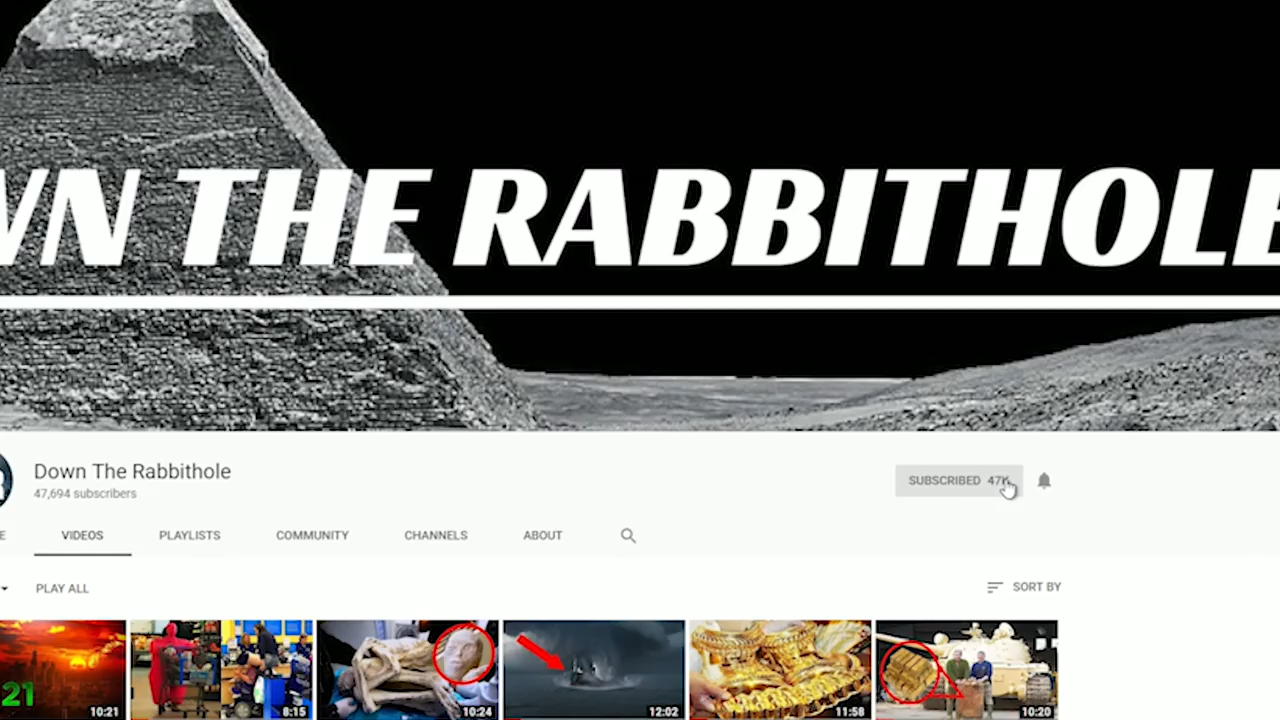 WN THE RABBITHOLE
Down The Rabbithole
47,694 subscribers
SUBSCRIBED 47K
E VIDEOS PLAYLISTS COMMUNITY CHANNELS ABOUT
PLAY ALL
SORT BY
21
10:21 8:15 10:24 12:02 11:58 10:20